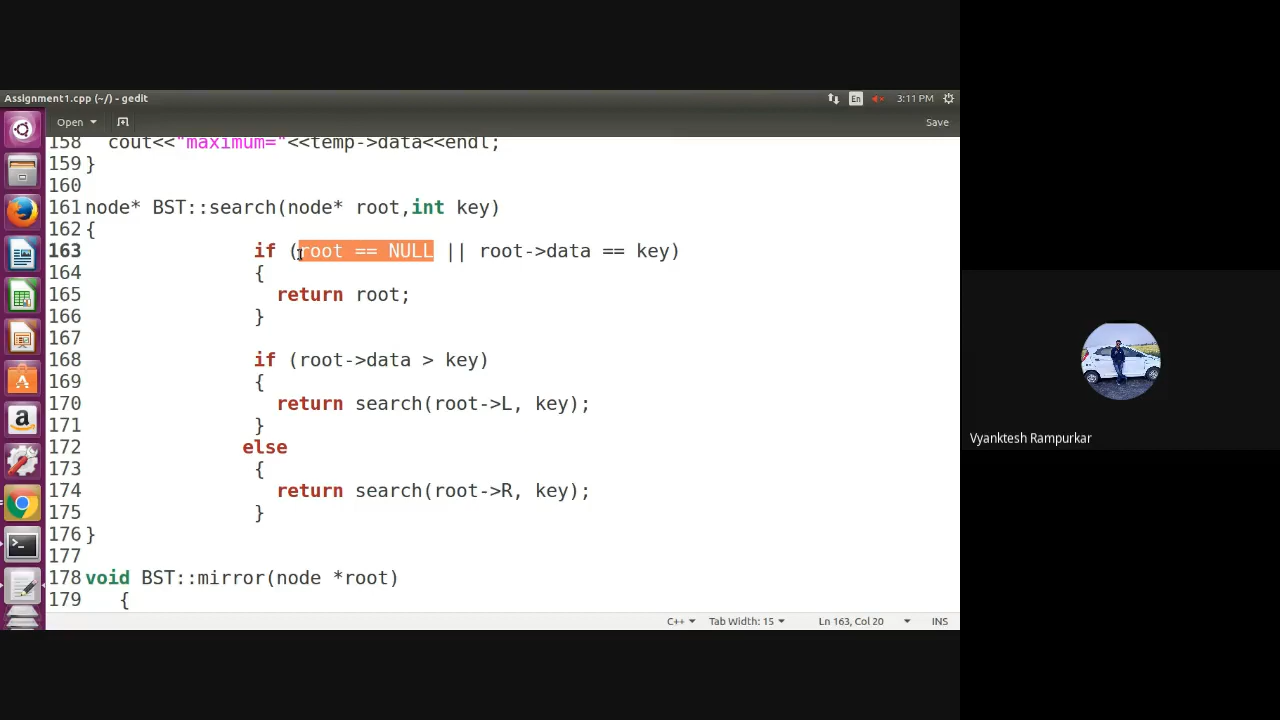 Assignment1.cpp (~/) - gedit
En
3:11 PM
Open
Save
158 cout<<"maximum="<<temp->data<<endl;
159 }
160
161 node* BST::search(node* root,int key)
162 {
163 if (root == NULL || root->data == key)
164 {
165 return root;
166 }
167
168 if (root->data > key)
169 {
170 return search(root->L, key);
171 }
172 else
173 {
174 return search(root->R, key);
175 }
176 }
177
178 void BST::mirror(node *root)
179 {
C++ Tab Width: 15 Ln 163, Col 20 INS
Vyanktesh Rampurkar